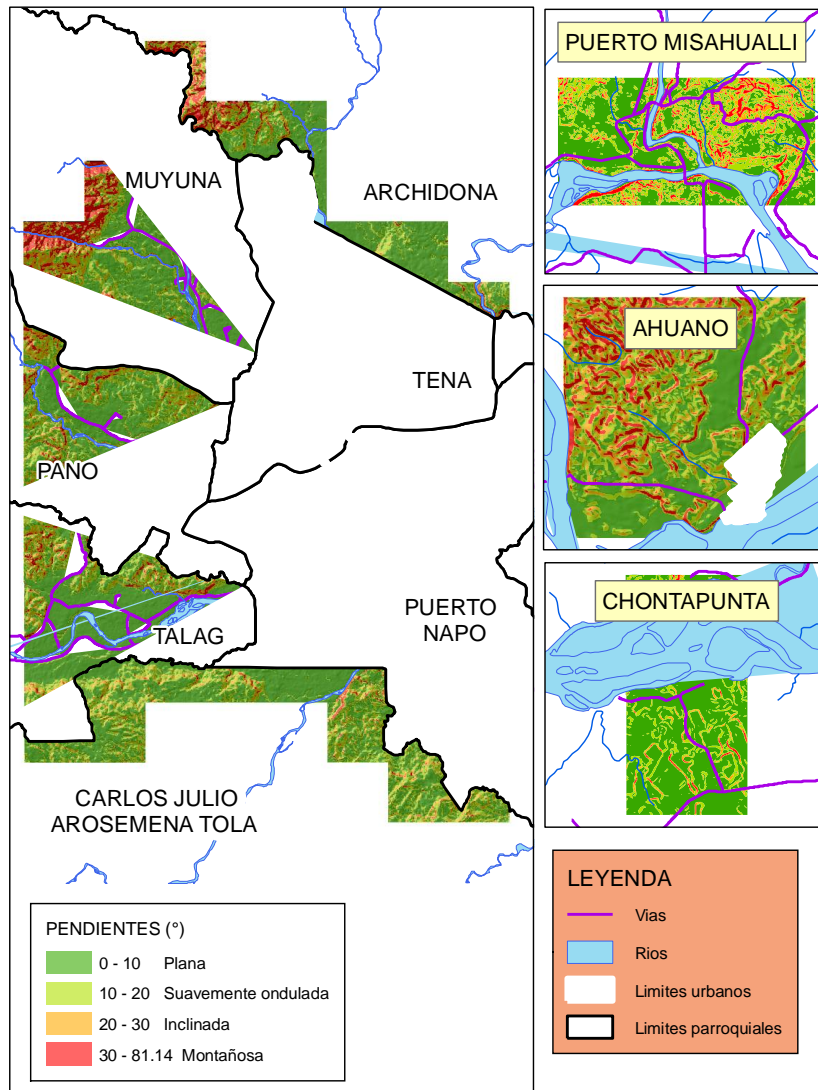 MUYUNA
ARCHIDONA
TENA
PANO
TALAG
PUERTO
NAPO
CARLOS JULIO
AROSEMENA TOLA
PENDIENTES (°)
0 - 10 Plana
10 - 20 Suavemente ondulada
20 - 30 Inclinada
30 - 81.14 Montañosa
PUERTO MISAHUALLI
AHUANO
CHONTAPUNTA
LEYENDA
Vias
Rios
Limites urbanos
Limites parroquiales